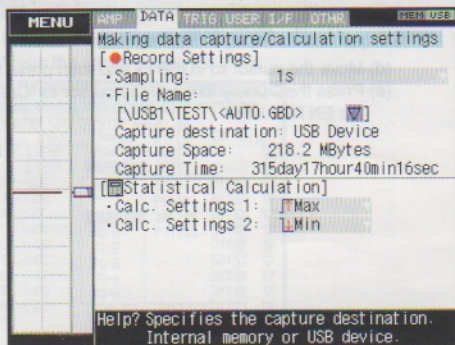 MENU AMP DATA TRIG USER I/F OTHR MEM USB
Making data capture/calculation settings
[●Record Settings]
・Sampling: 1s
・File Name:
[\USB1\TEST\<AUTO.GBD> ]
Capture destination: USB Device
Capture Space: 218.2 MBytes
Capture Time: 315day17hour40min16sec
[Statistical Calculation]
・Calc. Settings 1: Max
・Calc. Settings 2: Min
Help? Specifies the capture destination.
Internal memory or USB device.